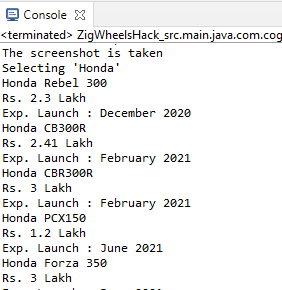 Console
<terminated> ZigWheelsHack_src.main.java.com.cog
The screenshot is taken
Selecting 'Honda'
Honda Rebel 300
Rs. 2.3 Lakh
Exp. Launch : December 2020
Honda CB300R
Rs. 2.41 Lakh
Exp. Launch : February 2021
Honda CBR300R
Rs. 3 Lakh
Exp. Launch : February 2021
Honda PCX150
Rs. 1.2 Lakh
Exp. Launch : June 2021
Honda Forza 350
Rs. 3 Lakh